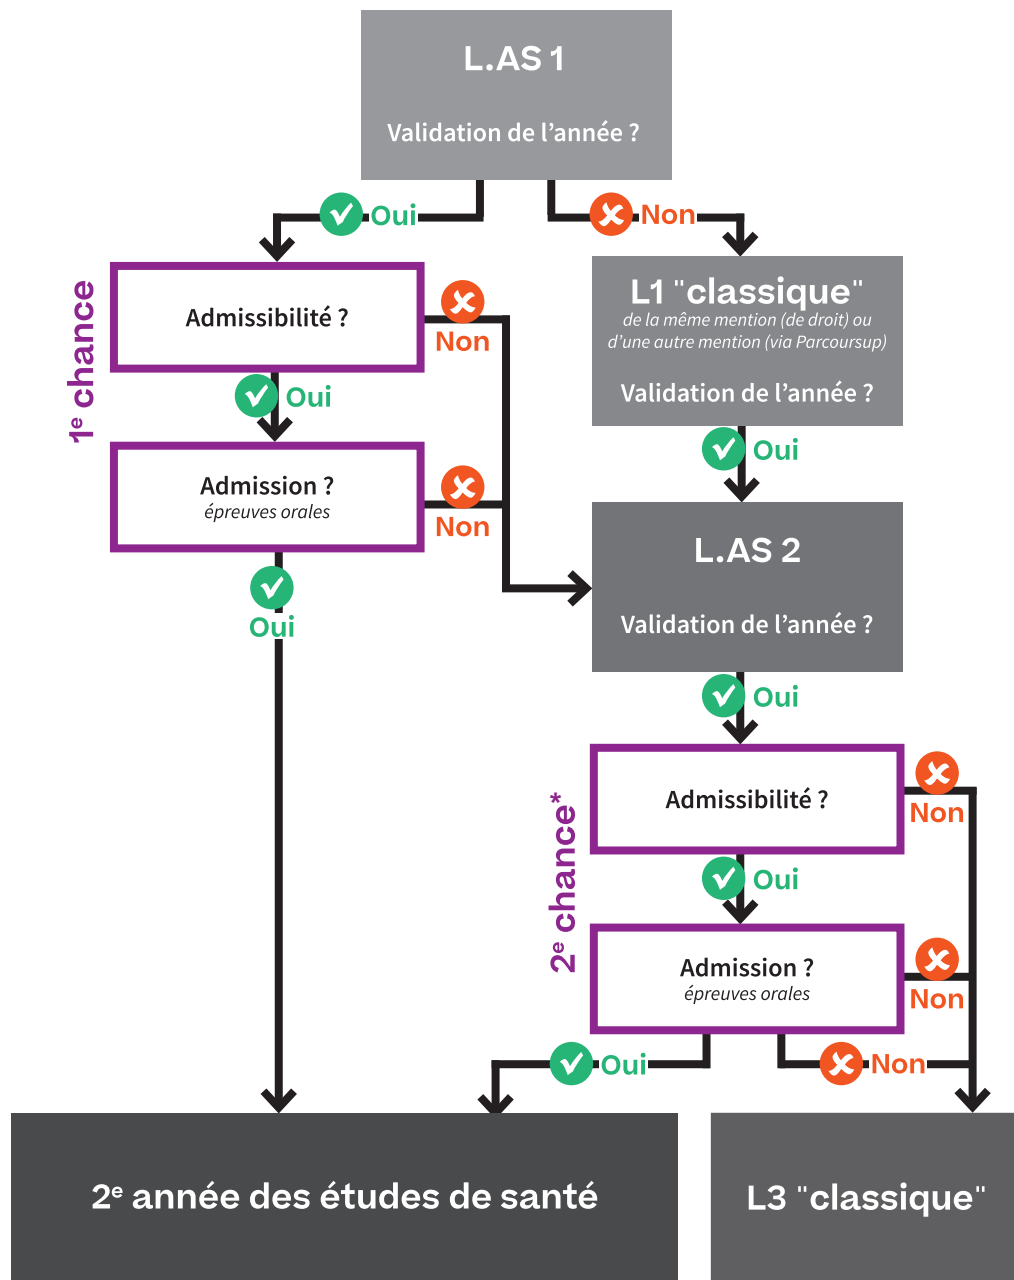 L.AS 1
Validation de l’année ?
Oui
Non
1e chance
Admissibilité ?
Non
Oui
Admission ?
épreuves orales
Non
Oui
L1 "classique"
de la même mention (de droit) ou
d’une autre mention (via Parcoursup)
Validation de l’année ?
Oui
L.AS 2
Validation de l’année ?
Oui
2e chance*
Admissibilité ?
Non
Oui
Admission ?
épreuves orales
Non
Oui
Non
2e année des études de santé
L3 "classique"